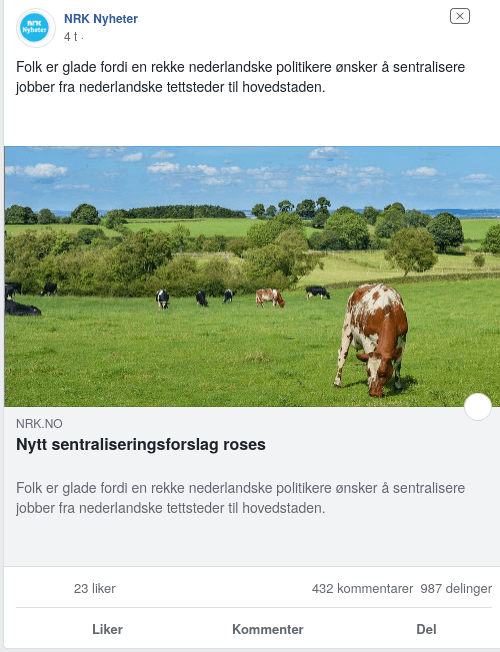 NRK
Nyheter
NRK Nyheter
4 t ·
Folk er glade fordi en rekke nederlandske politikere ønsker å sentralisere
jobber fra nederlandske tettsteder til hovedstaden.
NRK.NO
Nytt sentraliseringsforslag roses
Folk er glade fordi en rekke nederlandske politikere ønsker å sentralisere
jobber fra nederlandske tettsteder til hovedstaden.
23 liker 432 kommentarer 987 delinger
Liker Kommenter Del